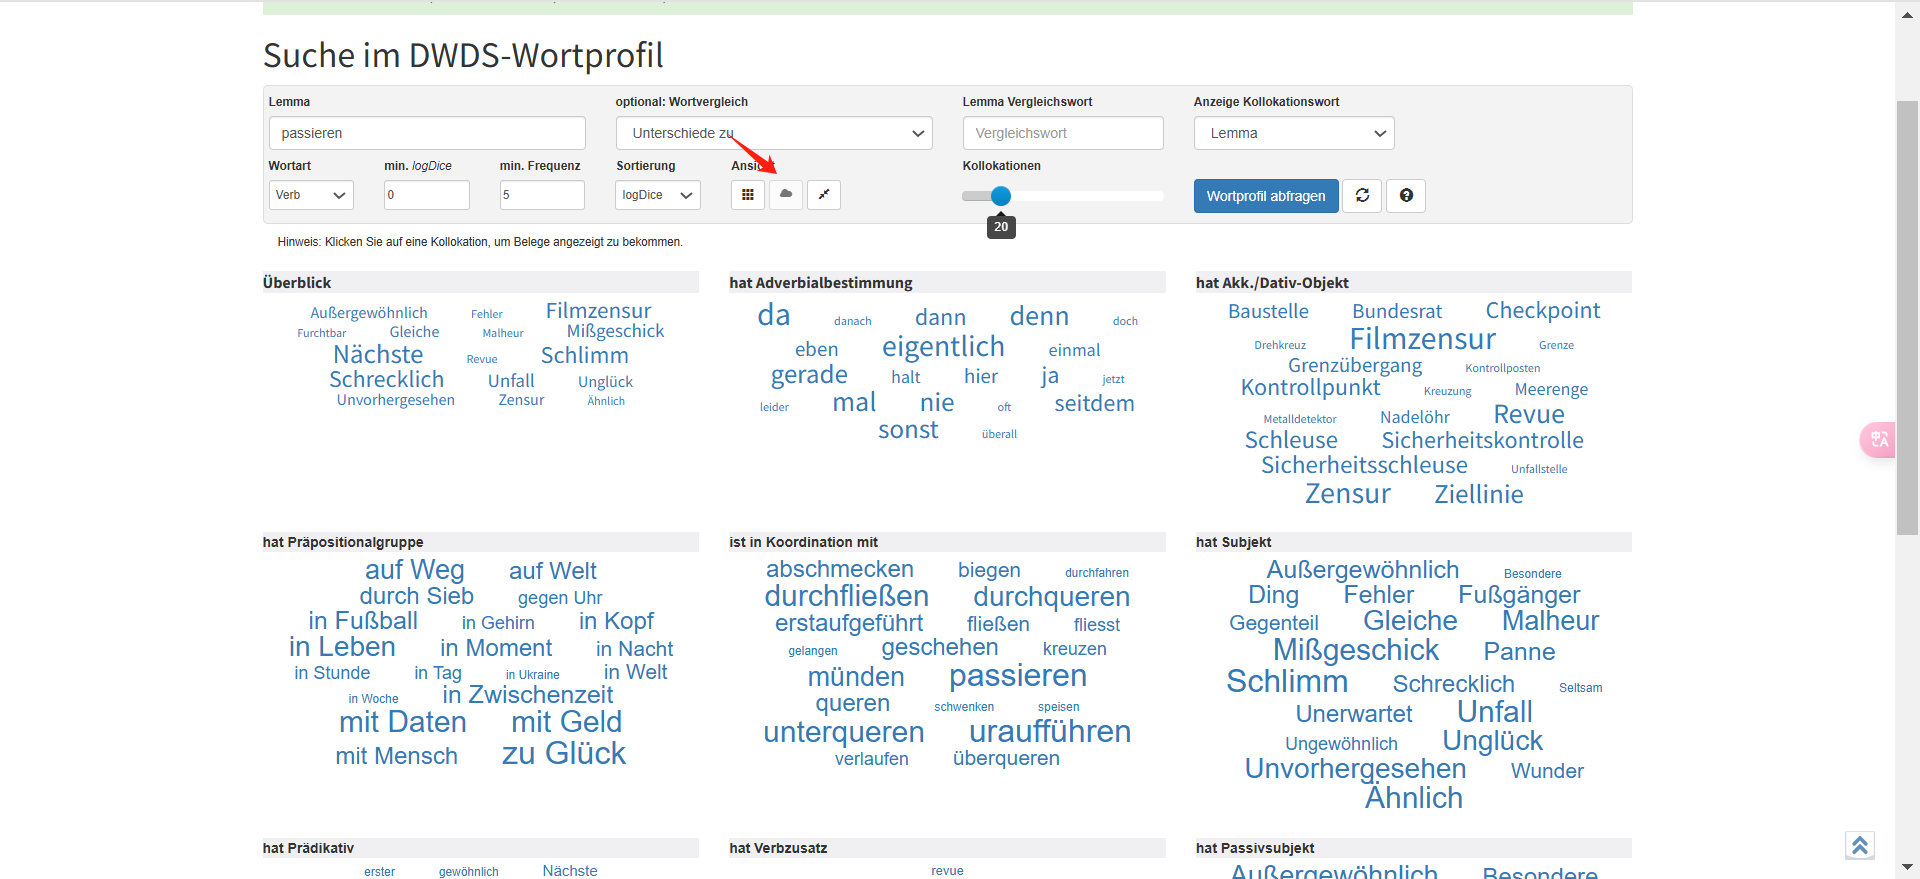 Suche im DWDS-Wortprofil
Lemma optional: Wortvergleich Lemma Vergleichswort Anzeige Kollokationswort
passieren Unterschiede zu Vergleichswort Lemma
Wortart min. logDice min. Frequenz Sortierung Kollokationen
Verb 0 5 logDice Wortprofil abfragen
20
Hinweis: Klicken Sie auf eine Kollokation, um Belege angezeigt zu bekommen.
Überblick
Außergewöhnlich Fehler Filmzensur
Furchtbar Gleiche Malheur Mißgeschick
Nächste Revue Schlimm
Schrecklich Unfall Unglück
Unvorhergesehen Zensur Ähnlich
hat Adverbialbestimmung
da danach dann denn doch
eben eigentlich einmal
gerade halt hier ja jetzt
leider mal nie oft seitdem
sonst überall
hat Akk./Dativ-Objekt
Baustelle Bundesrat Checkpoint
Drehkreuz Filmzensur Grenze
Grenzübergang Kontrollposten
Kontrollpunkt Kreuzung Meerenge
Metalldetektor Nadelöhr Revue
Schleuse Sicherheitskontrolle
Sicherheitsschleuse Unfallstelle
Zensur Ziellinie
hat Präpositionalgruppe
auf Weg auf Welt
durch Sieb gegen Uhr
in Fußball in Gehirn in Kopf
in Leben in Moment in Nacht
in Stunde in Tag in Ukraine in Welt
in Woche in Zwischenzeit
mit Daten mit Geld
mit Mensch zu Glück
ist in Koordination mit
abschmecken biegen durchfahren
durchfließen durchqueren
erstaufgeführt fließen fliesst
gelangen geschehen kreuzen
münden passieren
queren schwenken speisen
unterqueren uraufführen
verlaufen überqueren
hat Subjekt
Außergewöhnlich Besondere
Ding Fehler Fußgänger
Gegenteil Gleiche Malheur
Mißgeschick Panne
Schlimm Schrecklich Seltsam
Unerwartet Unfall
Ungewöhnlich Unglück
Unvorhergesehen Wunder
Ähnlich
hat Prädikativ
erster gewöhnlich Nächste
hat Verbzusatz
revue
hat Passivsubjekt
Außergewöhnlich Besondere